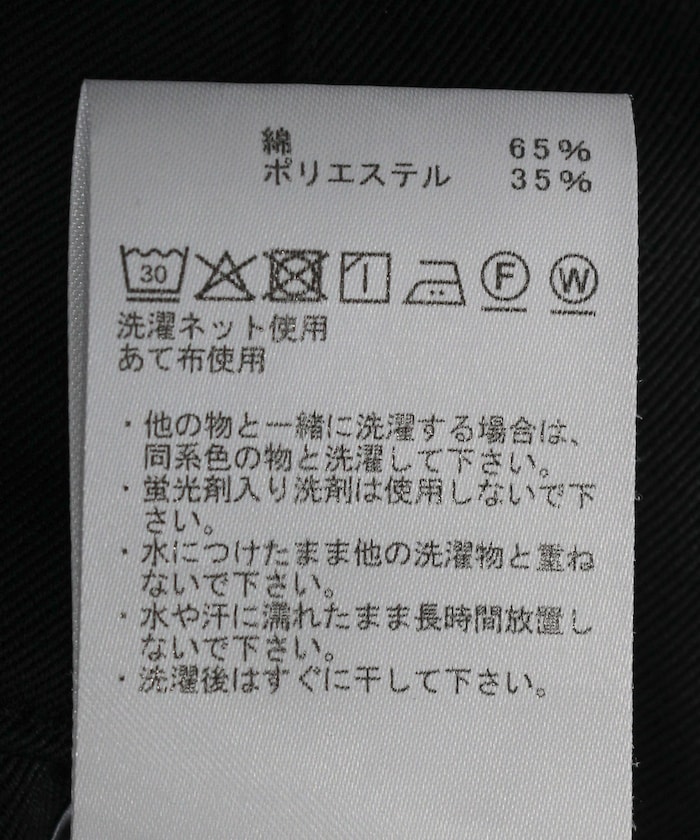 綿 65%
ポリエステル 35%
30 F W
洗濯ネット使用
あて布使用
・他の物と一緒に洗濯する場合は、
同系色の物と洗濯して下さい。
・蛍光剤入り洗剤は使用しないで下
さい。
・水につけたまま他の洗濯物と重ね
ないで下さい。
・水や汗に濡れたまま長時間放置し
ないで下さい。
・洗濯後はすぐに干して下さい。